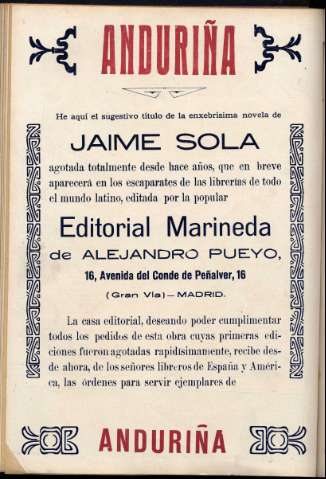 ANDURIÑA
He aquí el sugestivo título de la enxebrísima novela de
JAIME SOLA
agotada totalmente desde hace años, que en breve
aparecerá en los escaparates de las librerías de todo
el mundo latino, editada por la popular
Editorial Marineda
de ALEJANDRO PUEYO,
16, Avenida del Conde de Peñalver, 16
(Gran Vía) — MADRID.
La casa editorial, deseando poder cumplimentar
todos los pedidos de esta obra cuyas primeras edi-
ciones fueron agotadas rapidísimamente, recibe des-
de ahora, de los señores libreros de España y Améri-
ca, las órdenes para servir ejemplares de
ANDURIÑA